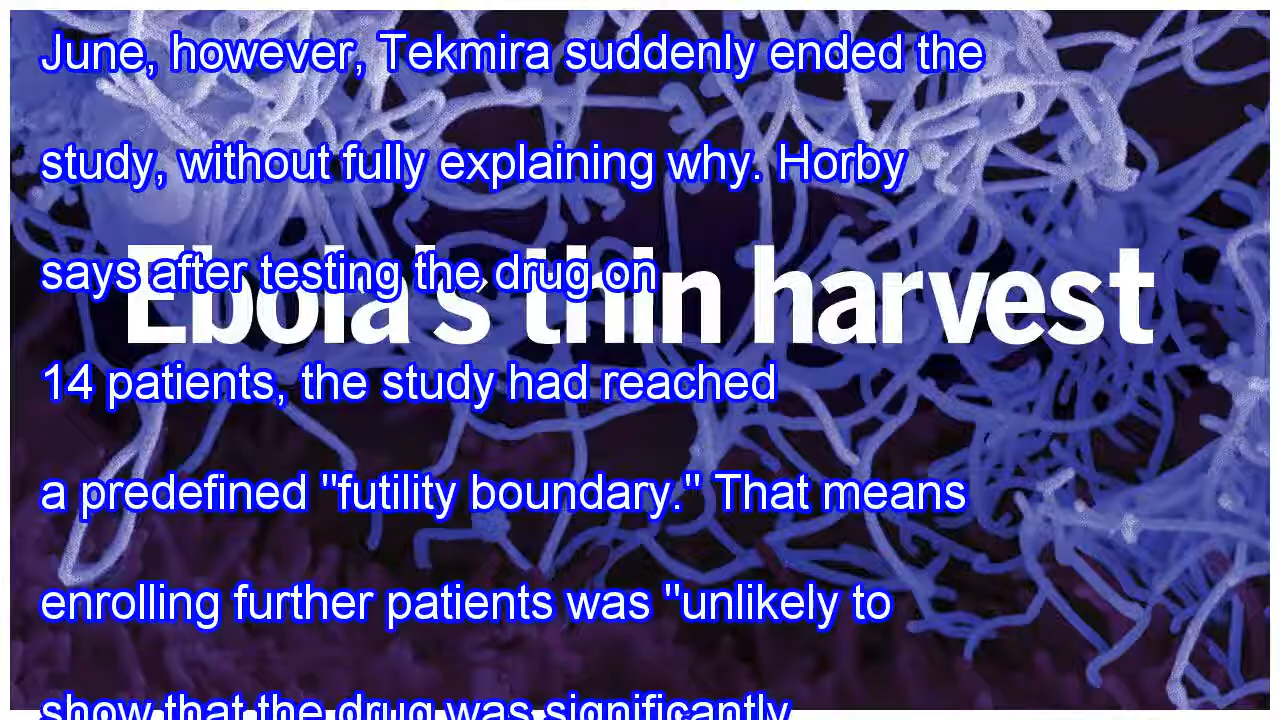 June, however, Tekmira suddenly ended the
study, without fully explaining why. Horby
says after testing the drug on
Ebola's thin harvest
14 patients, the study had reached
a predefined "futility boundary." That means
enrolling further patients was "unlikely to
show that the drug was significantly